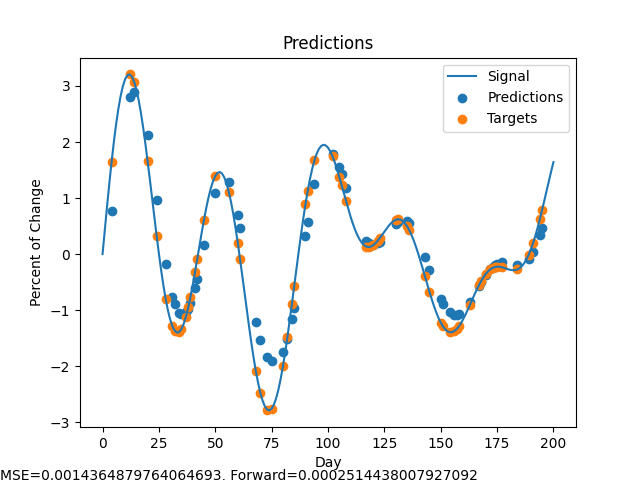 Predictions
Signal
Predictions
Targets
Percent of Change
3
2
1
0
−1
−2
−3
0 25 50 75 100 125 150 175 200
Day
MSE=0.0014364879764064693, Forward=0.0002514438007927092